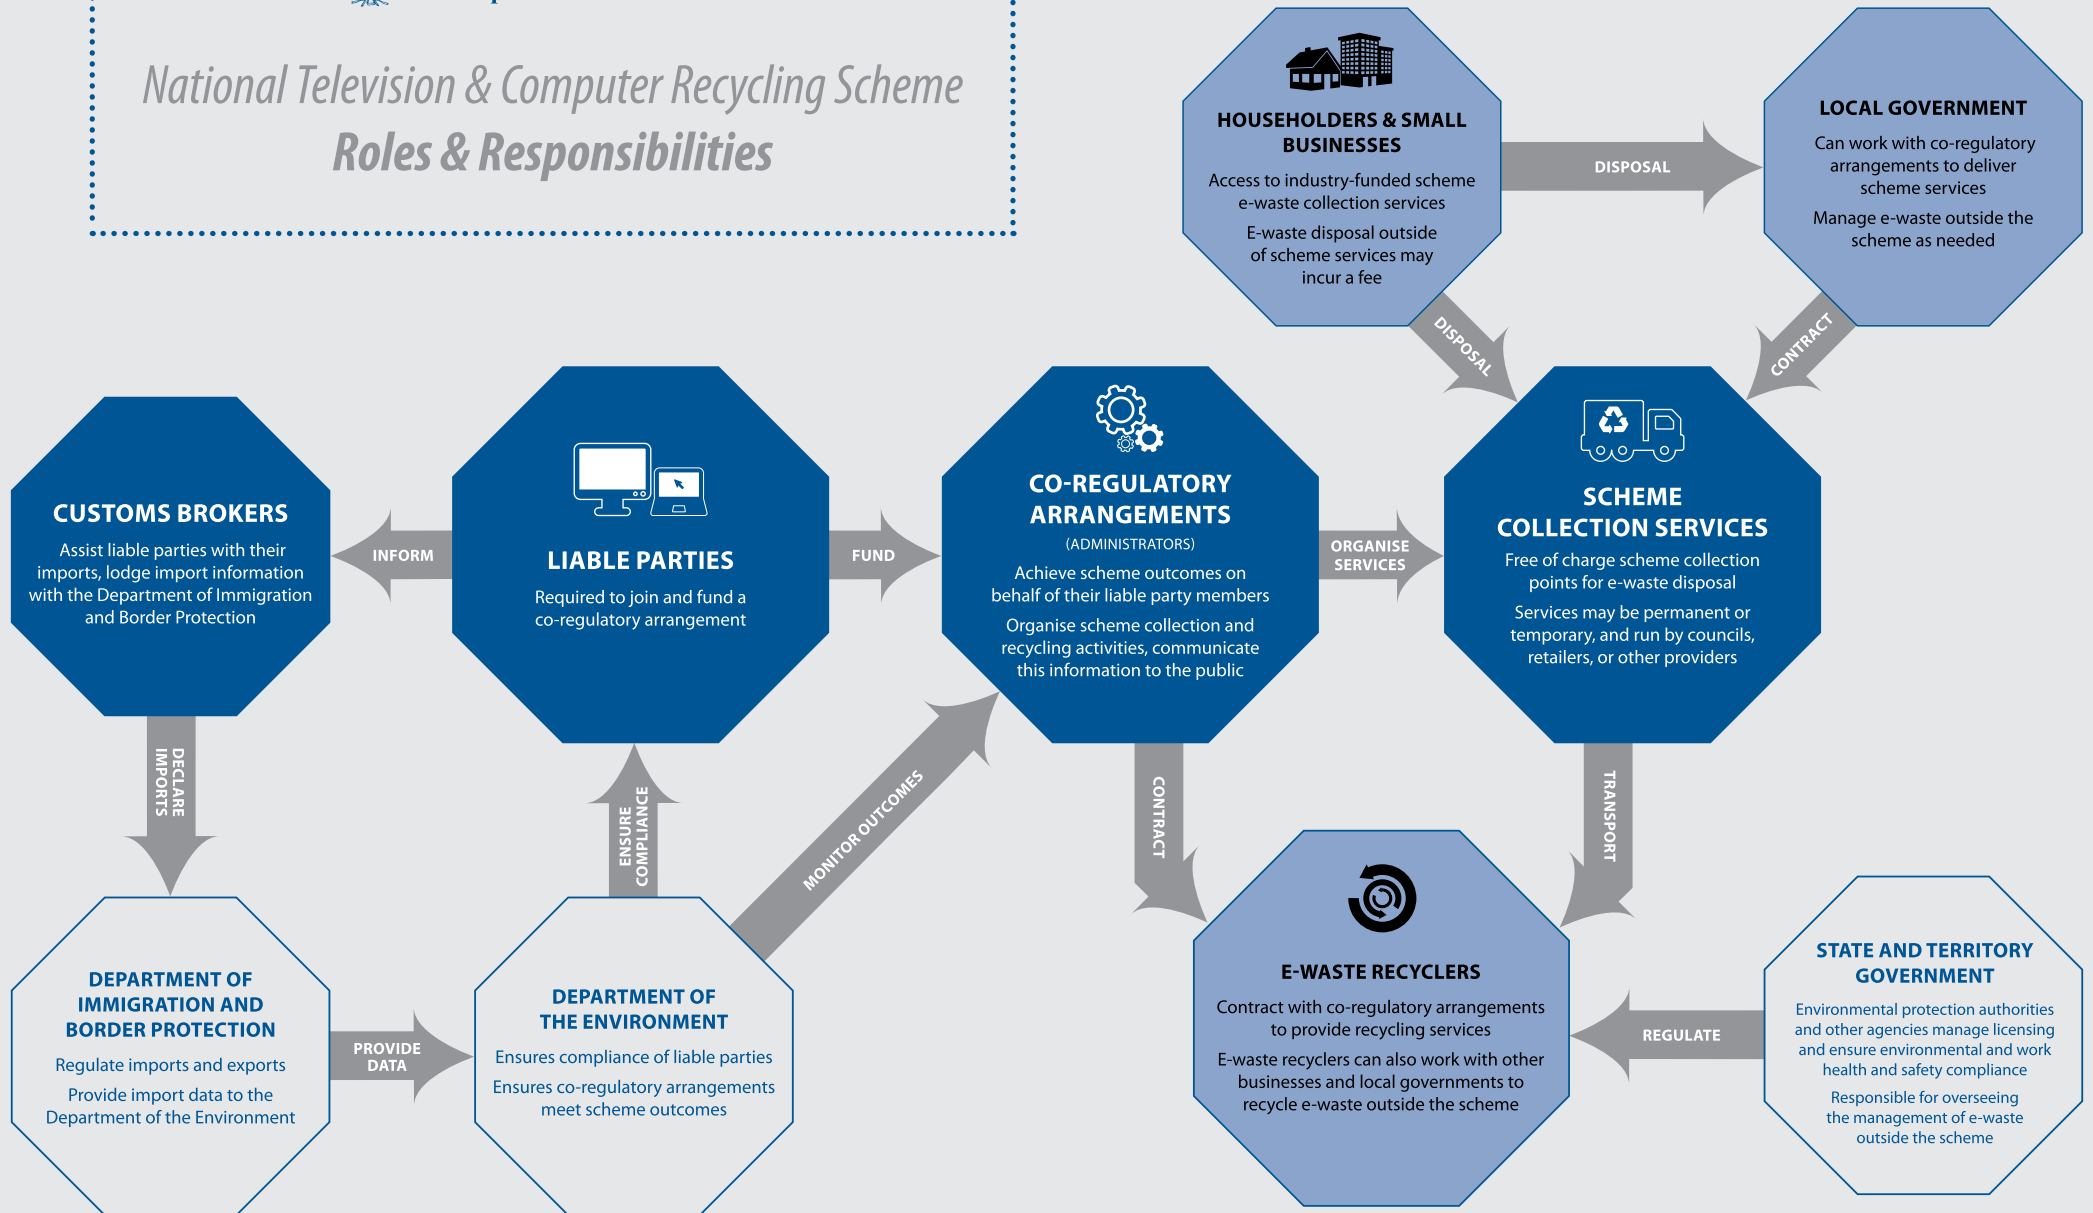 National Television & Computer Recycling Scheme
Roles & Responsibilities
HOUSEHOLDERS & SMALL
BUSINESSES
Access to industry-funded scheme
e-waste collection services
E-waste disposal outside
of scheme services may
incur a fee
DISPOSAL
LOCAL GOVERNMENT
Can work with co-regulatory
arrangements to deliver
scheme services
Manage e-waste outside the
scheme as needed
DISPOSAL
CONTRACT
CUSTOMS BROKERS
Assist liable parties with their
imports, lodge import information
with the Department of Immigration
and Border Protection
INFORM
LIABLE PARTIES
Required to join and fund a
co-regulatory arrangement
FUND
CO-REGULATORY
ARRANGEMENTS
(ADMINISTRATORS)
Achieve scheme outcomes on
behalf of their liable party members
Organise scheme collection and
recycling activities, communicate
this information to the public
ORGANISE
SERVICES
SCHEME
COLLECTION SERVICES
Free of charge scheme collection
points for e-waste disposal
Services may be permanent or
temporary, and run by councils,
retailers, or other providers
DECLARE
IMPORTS
ENSURE
COMPLIANCE
MONITOR OUTCOMES
CONTRACT
TRANSPORT
DEPARTMENT OF
IMMIGRATION AND
BORDER PROTECTION
Regulate imports and exports
Provide import data to the
Department of the Environment
PROVIDE
DATA
DEPARTMENT OF
THE ENVIRONMENT
Ensures compliance of liable parties
Ensures co-regulatory arrangements
meet scheme outcomes
E-WASTE RECYCLERS
Contract with co-regulatory arrangements
to provide recycling services
E-waste recyclers can also work with other
businesses and local governments to
recycle e-waste outside the scheme
REGULATE
STATE AND TERRITORY
GOVERNMENT
Environmental protection authorities
and other agencies manage licensing
and ensure environmental and work
health and safety compliance
Responsible for overseeing
the management of e-waste
outside the scheme